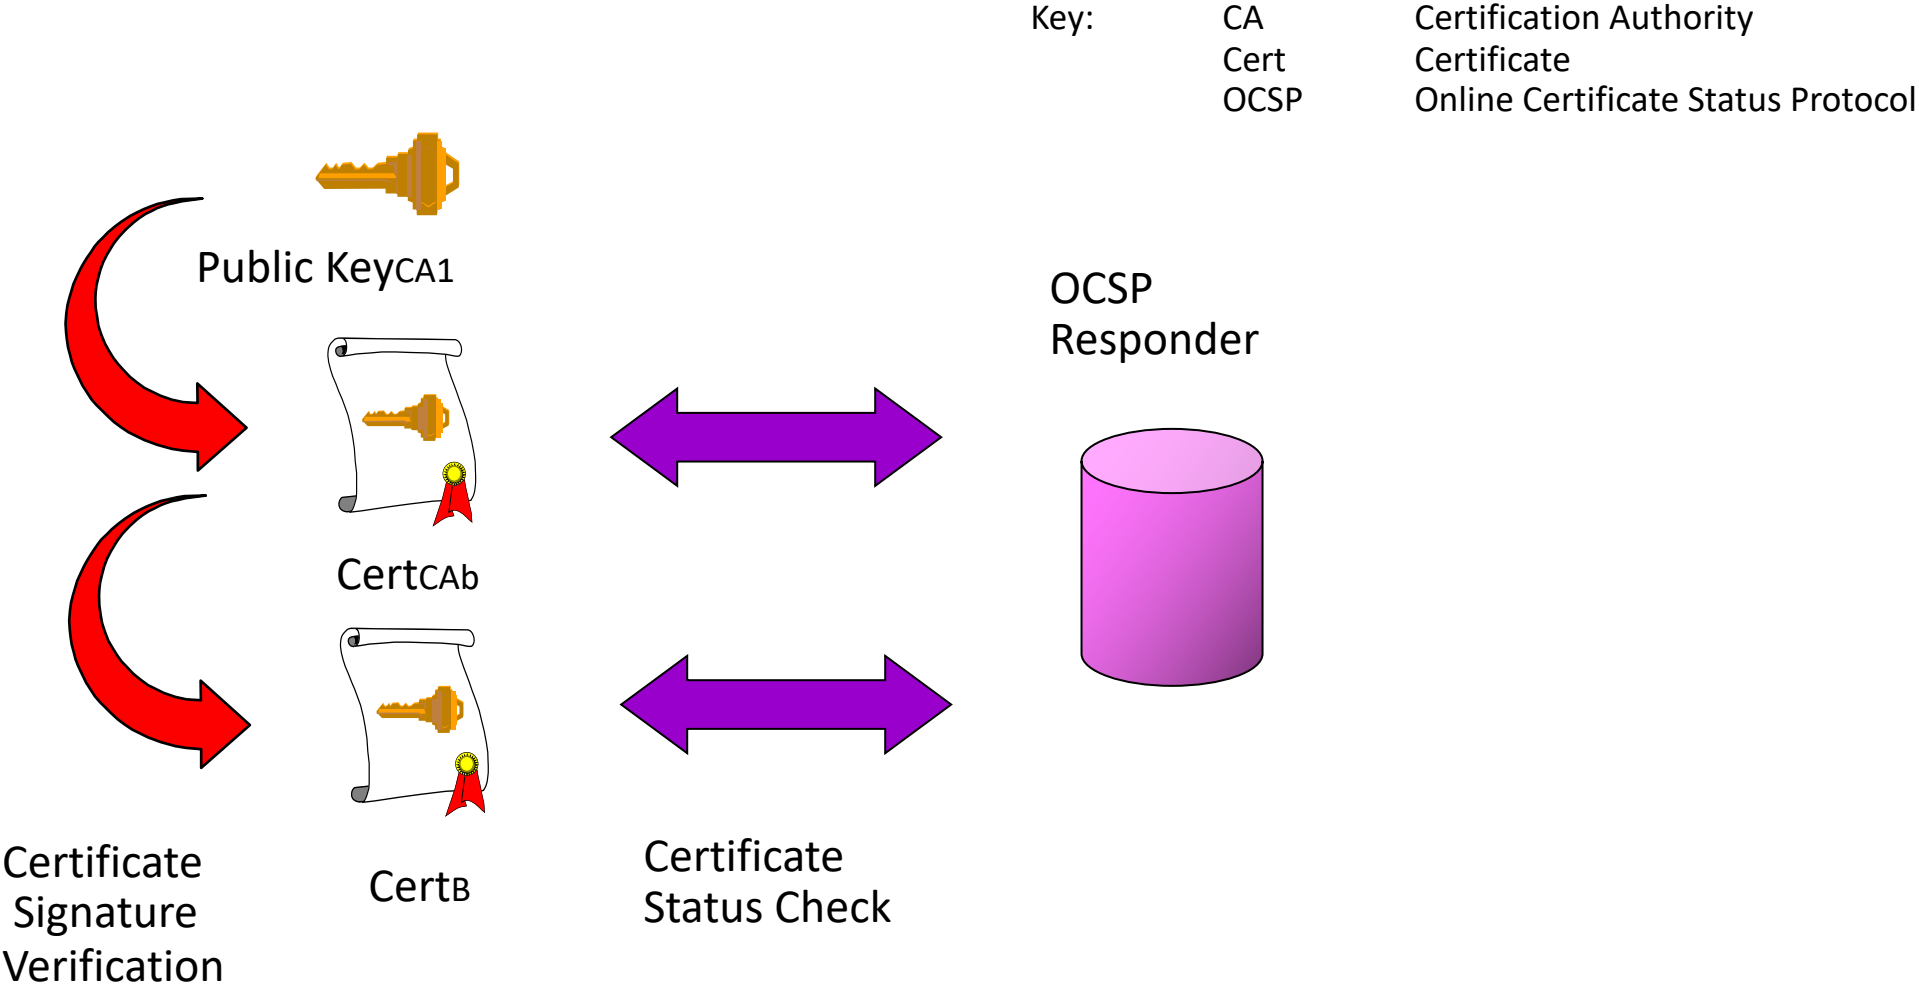 Key: CA Certification Authority
Cert Certificate
OCSP Online Certificate Status Protocol
Public KeyCA1
OCSP
Responder
CertCAb
CertB
Certificate
Signature
Verification
Certificate
Status Check